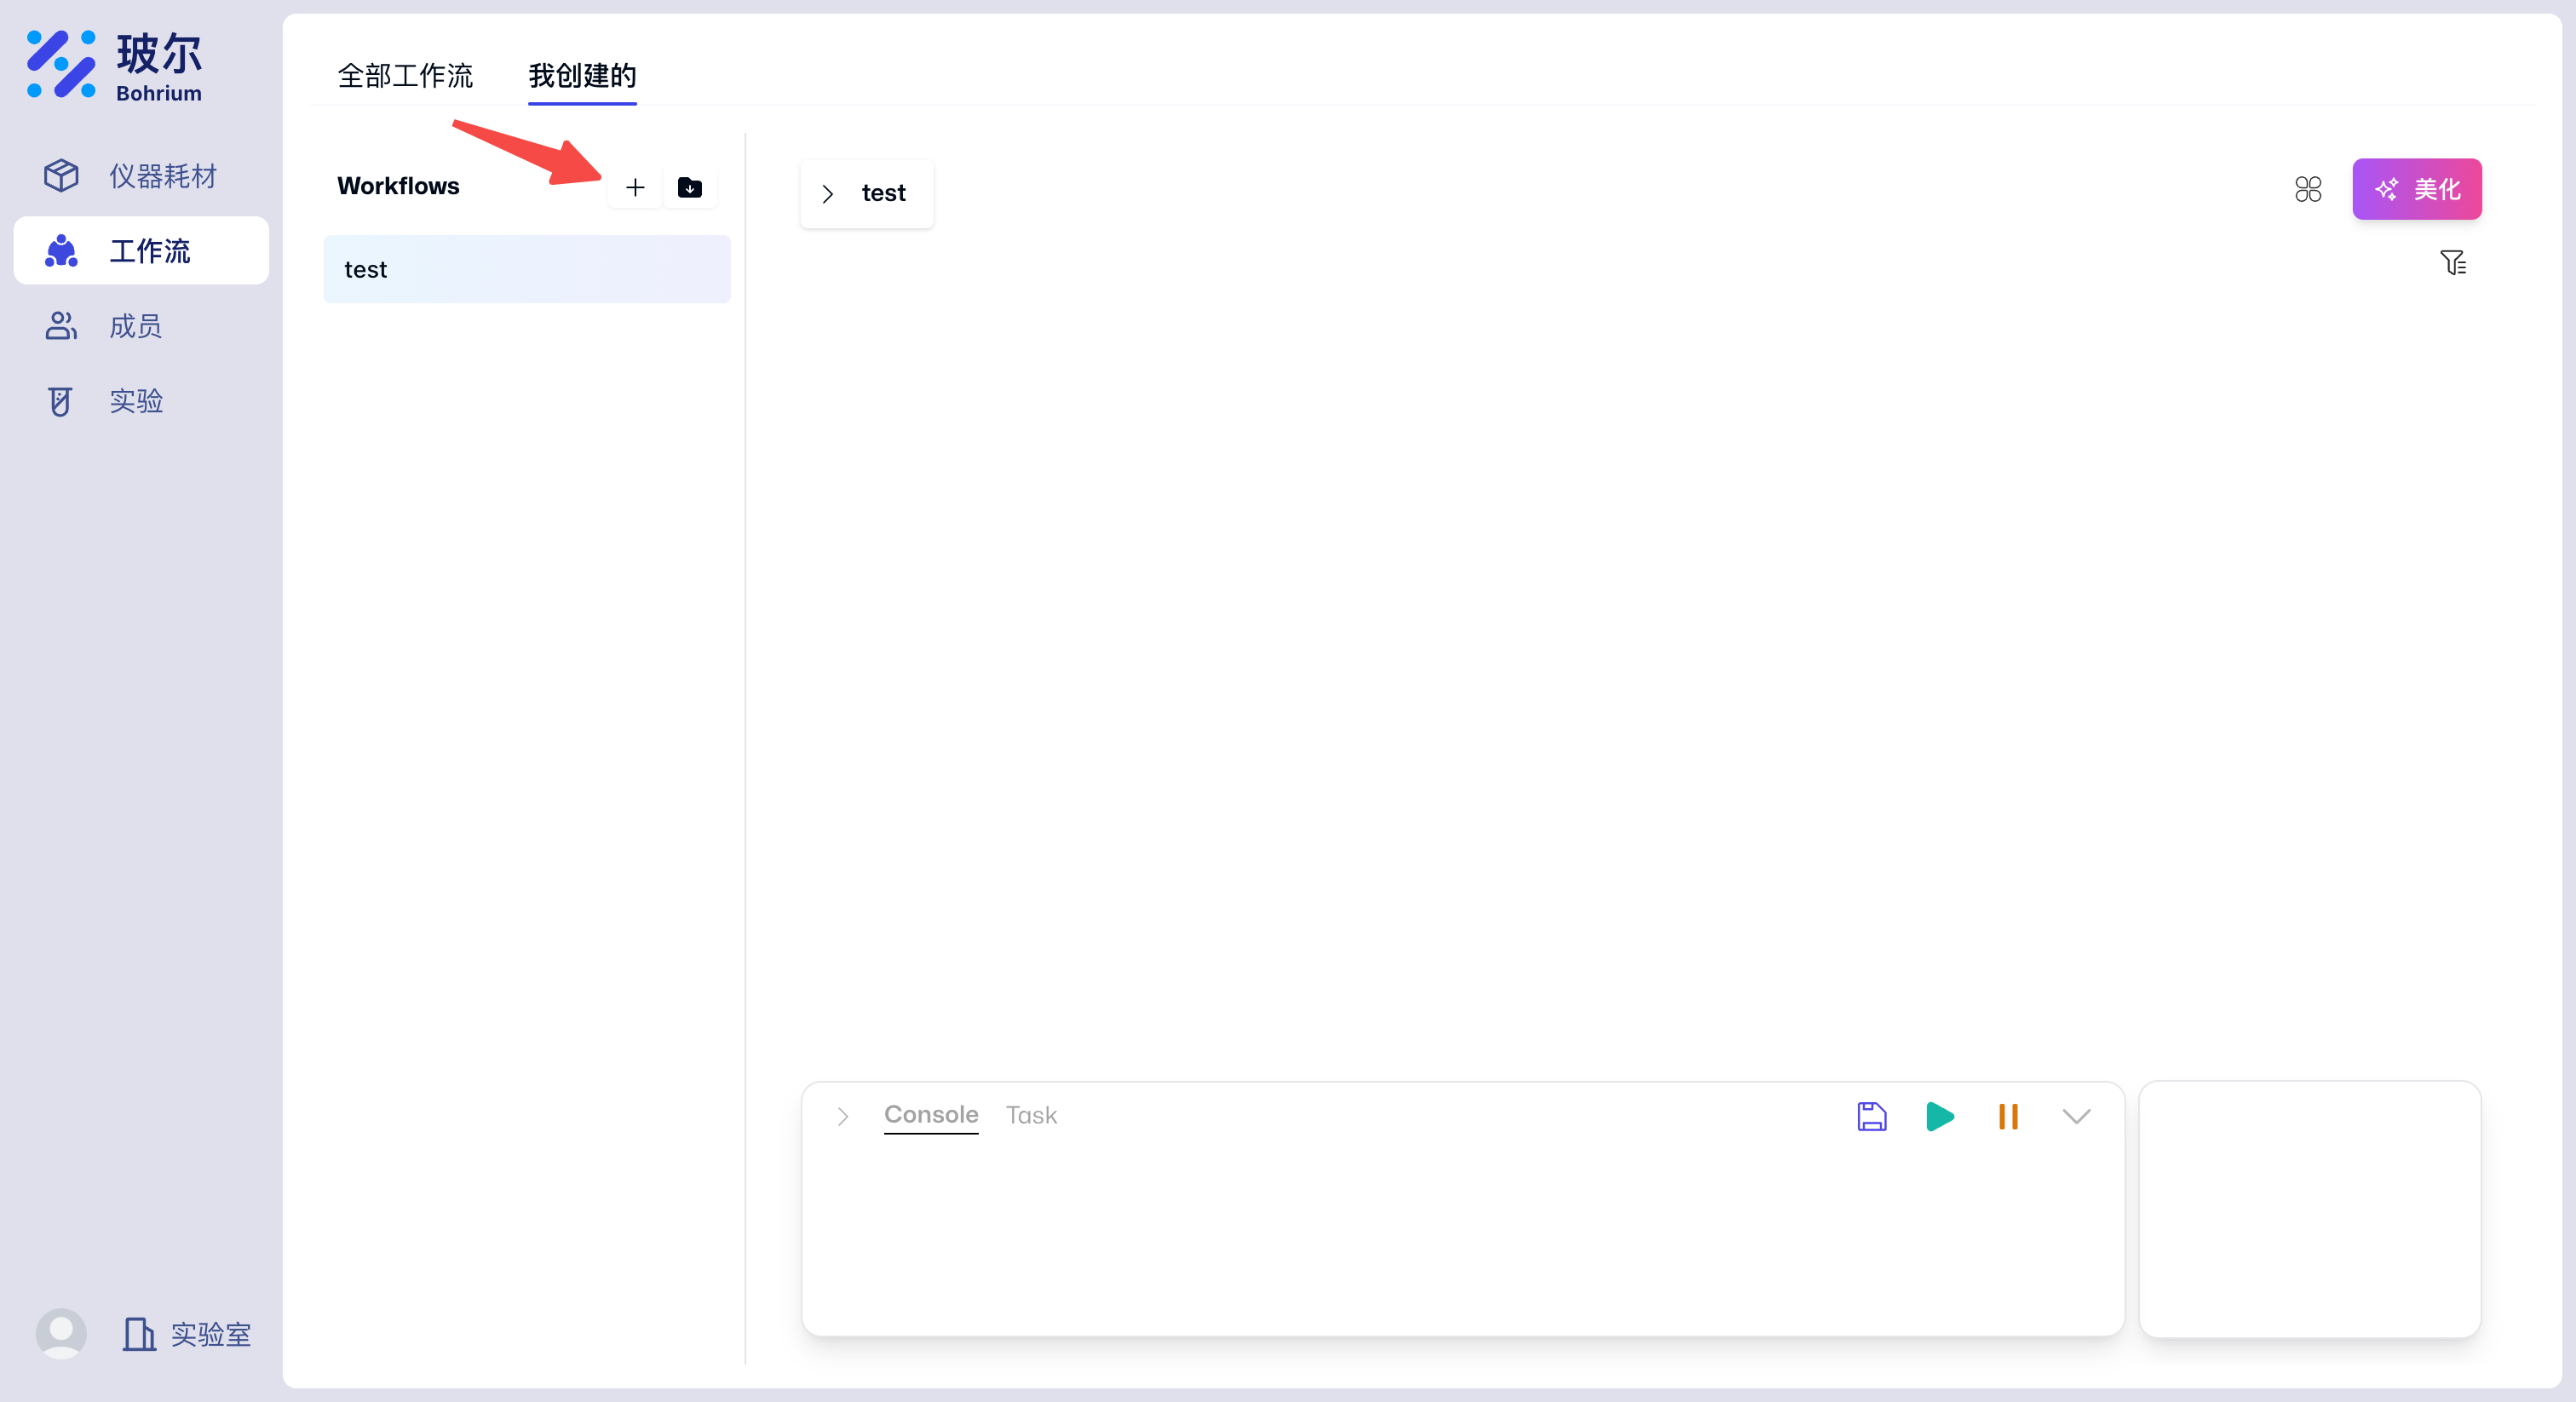 玻尔
Bohrium
仪器耗材
工作流
成员
实验
实验室
全部工作流 我创建的
Workflows
test
test
美化
Console Task